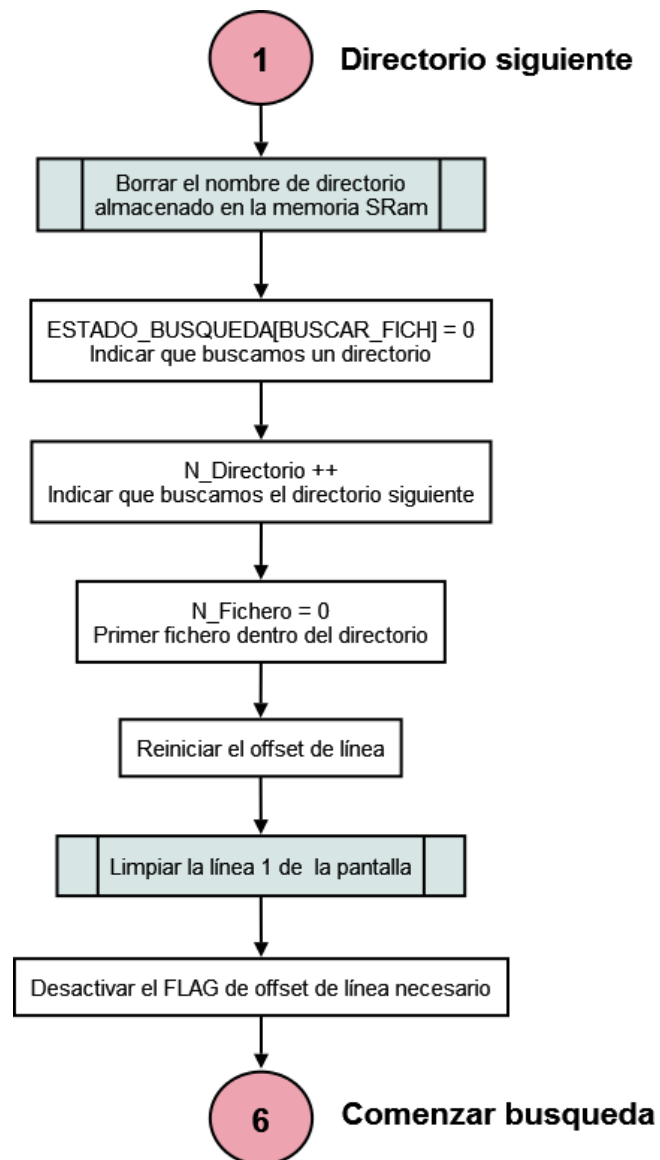 1 Directorio siguiente
Borrar el nombre de directorio
almacenado en la memoria SRam
ESTADO_BUSQUEDA[BUSCAR_FICH] = 0
Indicar que buscamos un directorio
N_Directorio ++
Indicar que buscamos el directorio siguiente
N_Fichero = 0
Primer fichero dentro del directorio
Reiniciar el offset de línea
Limpiar la línea 1 de la pantalla
Desactivar el FLAG de offset de línea necesario
6 Comenzar busqueda